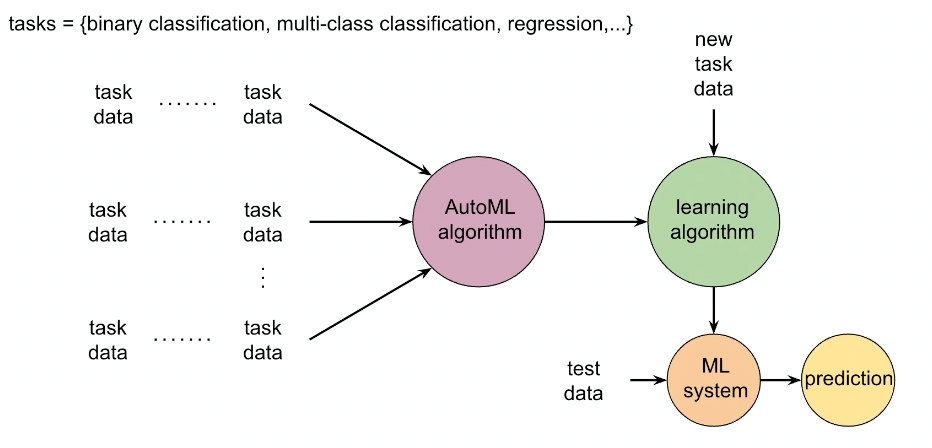 tasks = {binary classification, multi-class classification, regression,...}
new
task
data
task
data
.......
task
data
task
data
.......
task
data
task
data
.......
task
data
AutoML
algorithm
learning
algorithm
test
data
ML
system
prediction